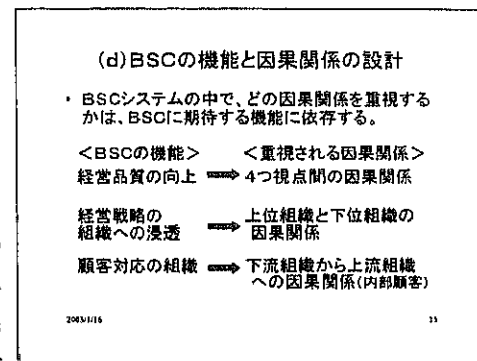 (d)BSCの機能と因果関係の設計
・ BSCシステムの中で、どの因果関係を重視する
かは、BSCに期待する機能に依存する。
<BSCの機能> <重視される因果関係>
経営品質の向上 ⇒ 4つ視点間の因果関係
経営戦略の
組織への浸透 ⇒ 上位組織と下位組織の
因果関係
顧客対応の組織 ⇒ 下流組織から上流組織
への因果関係(内部顧客)
2003/1/16